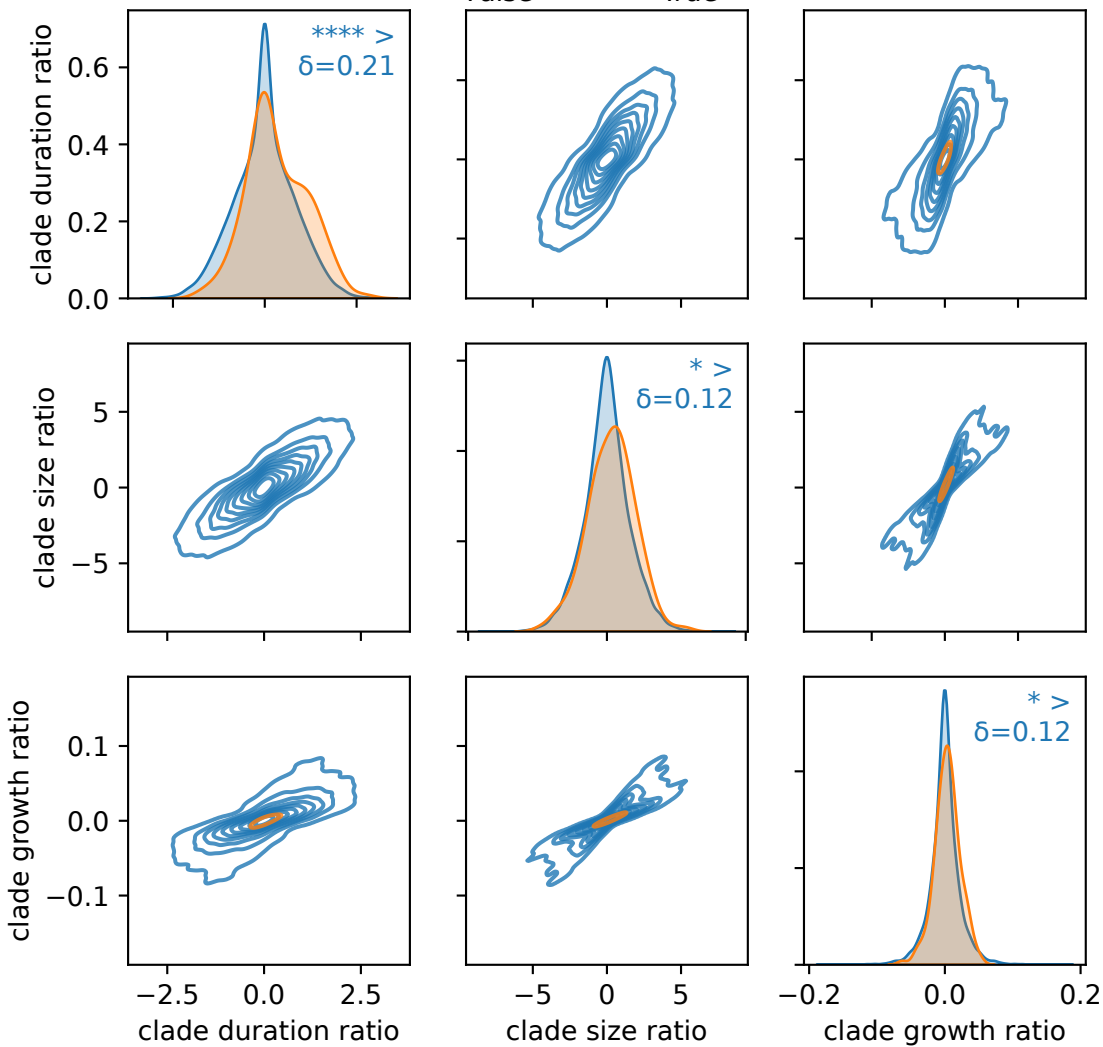 False True
clade duration ratio
0.6
0.4
0.2
0.0
**** >
δ=0.21
clade size ratio
5
0
−5
* >
δ=0.12
clade growth ratio
0.1
0.0
−0.1
* >
δ=0.12
−2.5 0.0 2.5
clade duration ratio
−5 0 5
clade size ratio
−0.2 0.0 0.2
clade growth ratio